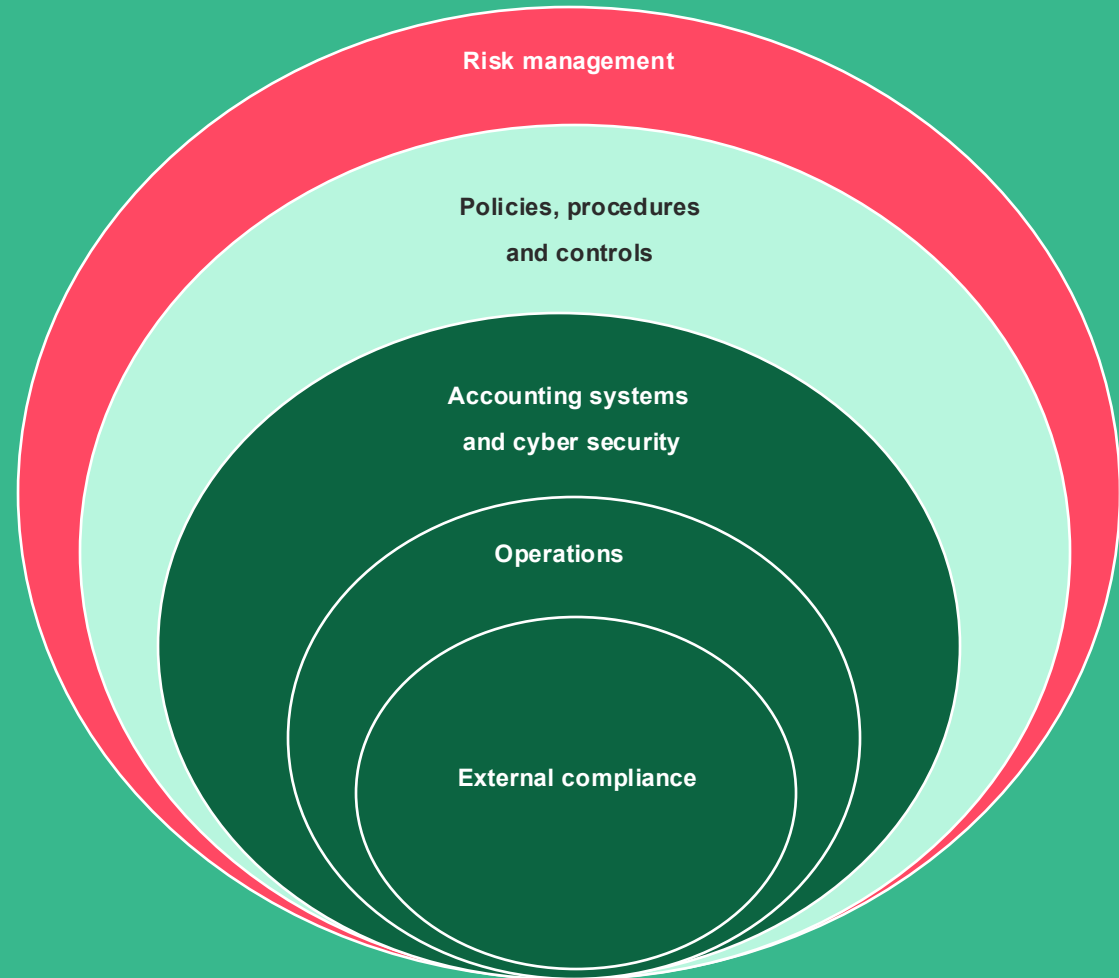 Risk management
Policies, procedures
and controls
Accounting systems
and cyber security
Operations
External compliance